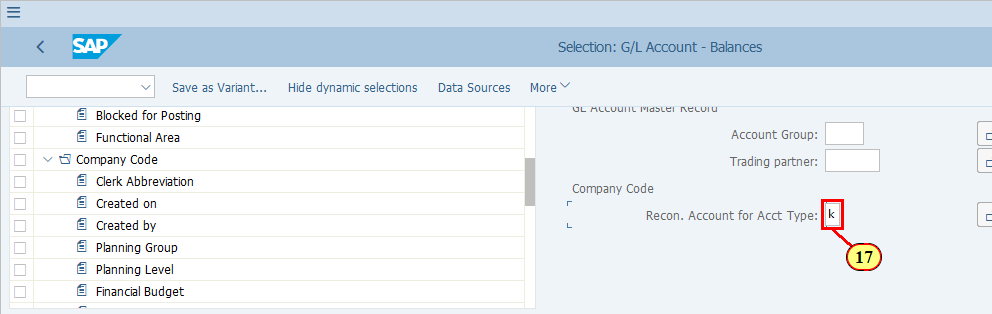 SAP
Selection: G/L Account - Balances
Save as Variant...
Hide dynamic selections
Data Sources
More
Blocked for Posting
Functional Area
Company Code
Clerk Abbreviation
Created on
Created by
Planning Group
Planning Level
Financial Budget
GL Account Master Record
Account Group:
Trading partner:
Company Code
Recon. Account for Acct Type: k
17